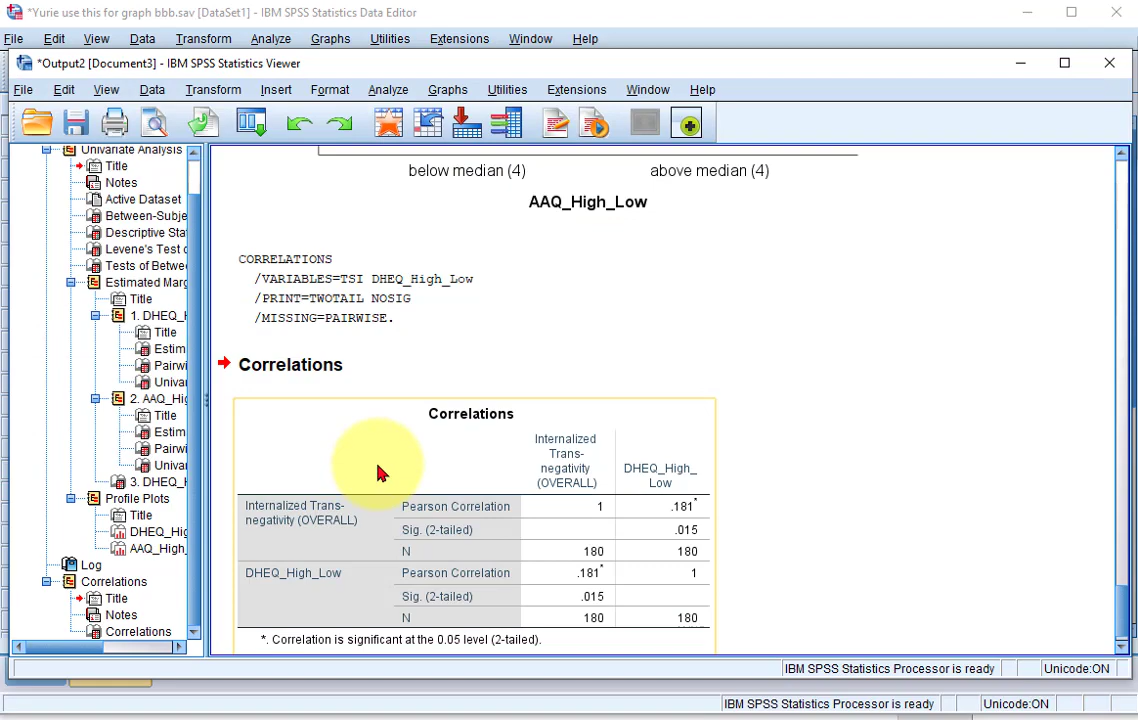 *Yurie use this for graph bbb.sav [DataSet1] - IBM SPSS Statistics Data Editor
File Edit View Data Transform Analyze Graphs Utilities Extensions Window Help
*Output2 [Document3] - IBM SPSS Statistics Viewer
File Edit View Data Transform Insert Format Analyze Graphs Utilities Extensions Window Help
Univariate Analysis
Title
Notes
Active Dataset
Between-Subje
Descriptive Sta
Levene's Test o
Tests of Betwee
Estimated Marg
Title
1. DHEQ_H
Title
Estim
Pairwi
Univar
2. AAQ_Hig
Title
Estim
Pairwi
Univar
3. DHEQ_H
Profile Plots
Title
DHEQ_Hig
AAQ_High_
Log
Correlations
Title
Notes
Correlations
below median (4) above median (4)
AAQ_High_Low
CORRELATIONS
/VARIABLES=TSI DHEQ_High_Low
/PRINT=TWOTAIL NOSIG
/MISSING=PAIRWISE.
Correlations
Correlations
Internalized
Trans-
negativity
(OVERALL)
DHEQ_High_
Low
Internalized Trans-
negativity (OVERALL)
Pearson Correlation 1 .181*
Sig. (2-tailed) .015
N 180 180
DHEQ_High_Low Pearson Correlation .181* 1
Sig. (2-tailed) .015
N 180 180
*. Correlation is significant at the 0.05 level (2-tailed).
IBM SPSS Statistics Processor is ready Unicode:ON
IBM SPSS Statistics Processor is ready Unicode:ON